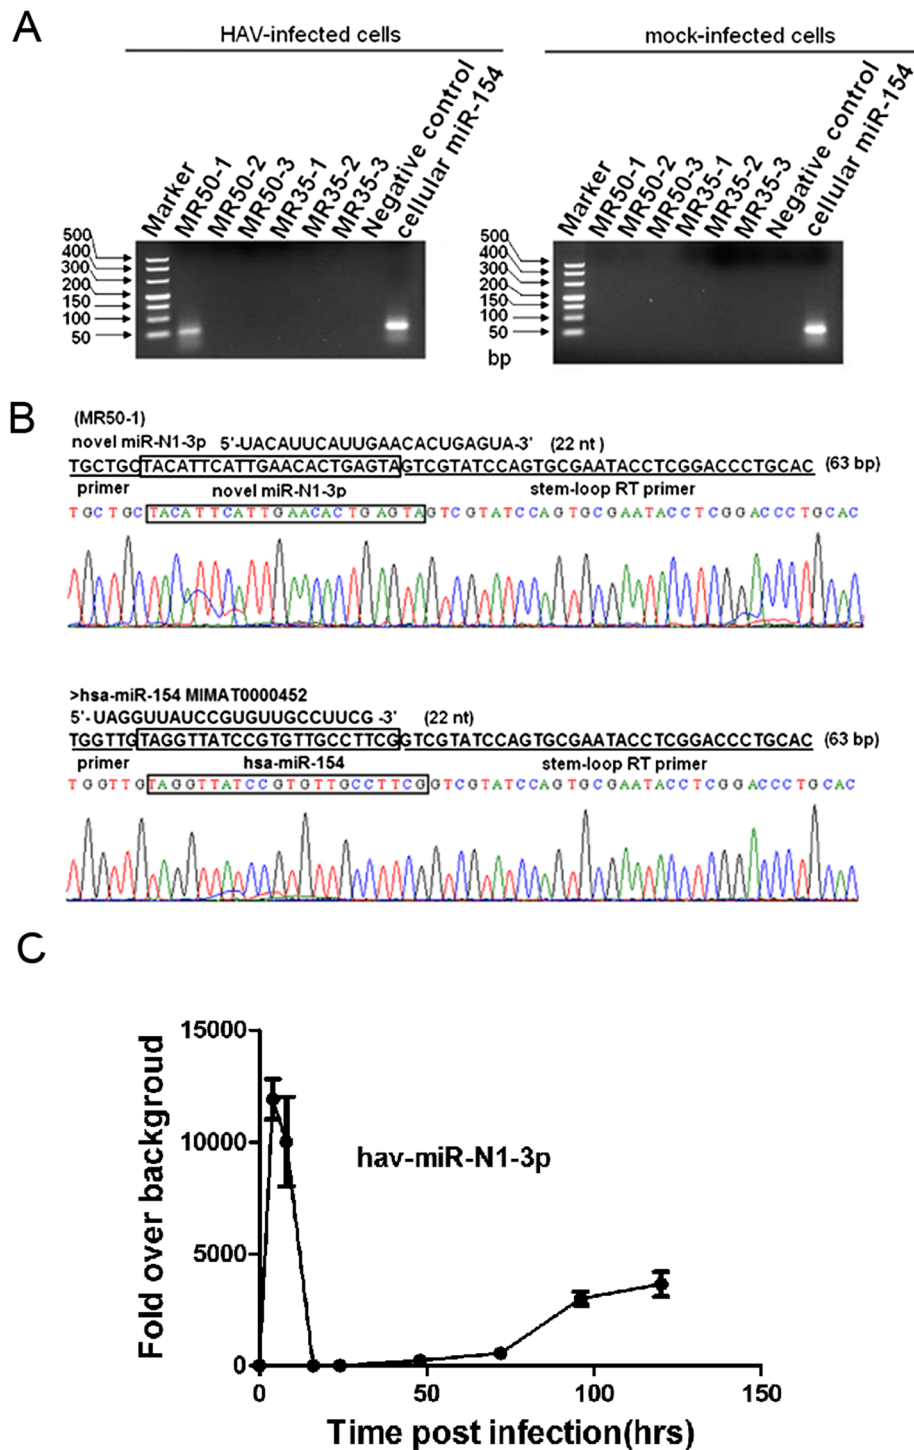 A
HAV-infected cells
mock-infected cells
Marker
MR50-1
MR50-2
MR50-3
MR35-1
MR35-2
MR35-3
Negative control
cellular miR-154
Marker
MR50-1
MR50-2
MR50-3
MR35-1
MR35-2
MR35-3
Negative control
cellular miR-154
500
400
300
200
150
100
50
500
400
300
200
150
100
50
bp
B
(MR50-1)
novel miR-N1-3p 5'-UACAUUCAUUGAACACUGAGUA-3' (22 nt )
TGCTGCTACATTCATTGAACACTGAGTAGTCGTATCCAGTGCGAATACCTCGGACCCTGCAC (63 bp)
primer novel miR-N1-3p stem-loop RT primer
TGCTGCTACATTCATTGAACACTGAGTAGTCGTATCCAGTGCGAATACCTCGGACCCTGCAC
>hsa-miR-154 MIMAT0000452
5'-UAGGUUAUCCGUGUUGCCUUCG -3' (22 nt)
TGGTTGTAGGTTATCCGTGTTGCCTTCGGTCGTATCCAGTGCGAATACCTCGGACCCTGCAC (63 bp)
primer hsa-miR-154 stem-loop RT primer
TGGTTGTAGGTTATCCGTGTTGCCTTCGGTCGTATCCAGTGCGAATACCTCGGACCCTGCAC
C
15000
10000
5000
0
Fold over backgroud
hav-miR-N1-3p
0 50 100 150
Time post infection(hrs)